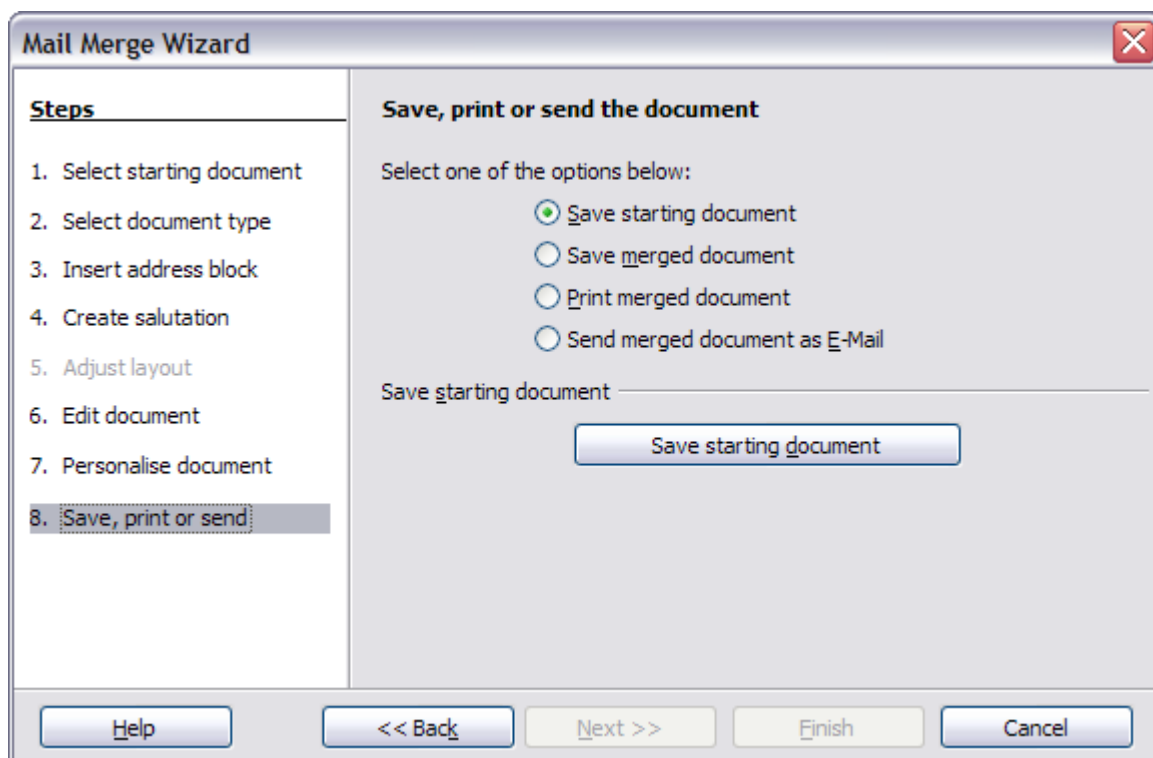 Mail Merge Wizard
Steps
1. Select starting document
2. Select document type
3. Insert address block
4. Create salutation
5. Adjust layout
6. Edit document
7. Personalise document
8. Save, print or send
Save, print or send the document
Select one of the options below:
Save starting document
Save merged document
Print merged document
Send merged document as E-Mail
Save starting document
Save starting document
Help
<< Back
Next >>
Finish
Cancel